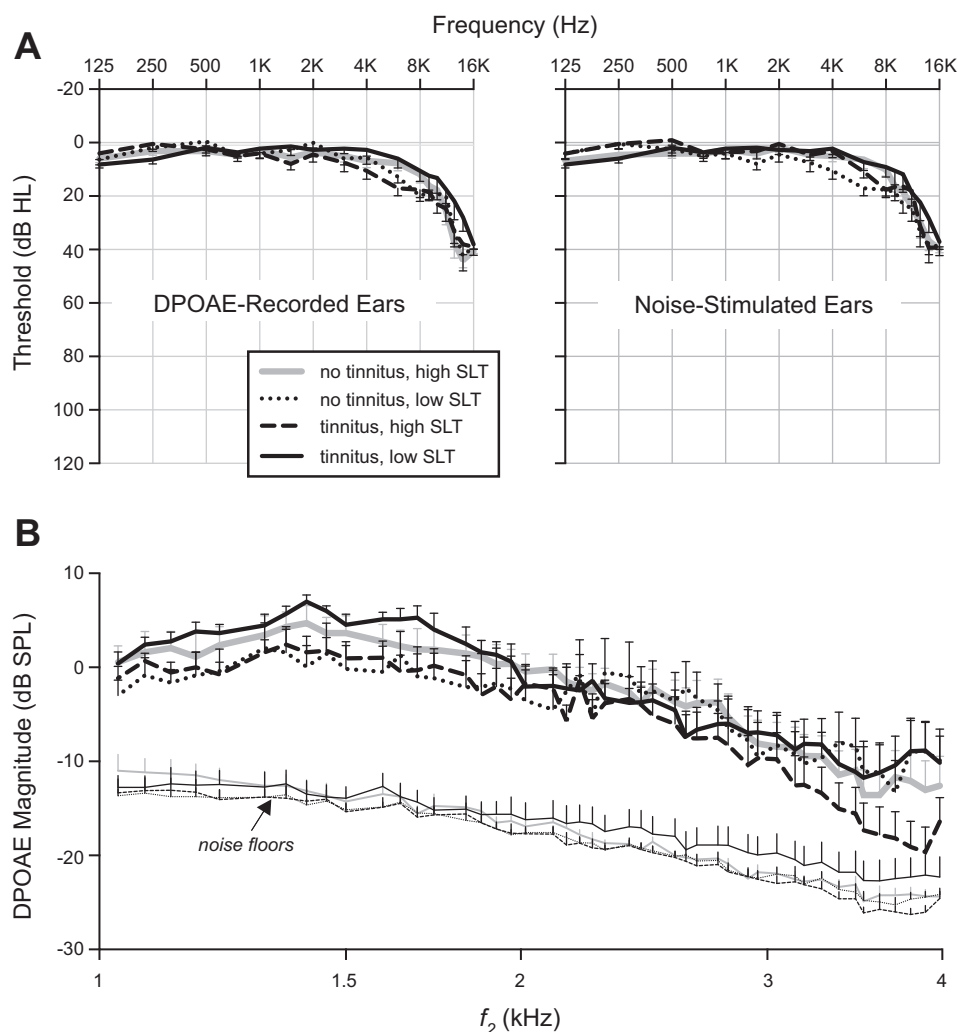 Frequency (Hz)
A
125 250 500 1K 2K 4K 8K 16K
125 250 500 1K 2K 4K 8K 16K
-20
0
20
40
60
80
100
120
Threshold (dB HL)
DPOAE-Recorded Ears
Noise-Stimulated Ears
no tinnitus, high SLT
no tinnitus, low SLT
tinnitus, high SLT
tinnitus, low SLT
B
10
0
-10
-20
-30
DPOAE Magnitude (dB SPL)
noise floors
1 1.5 2 3 4
f2 (kHz)